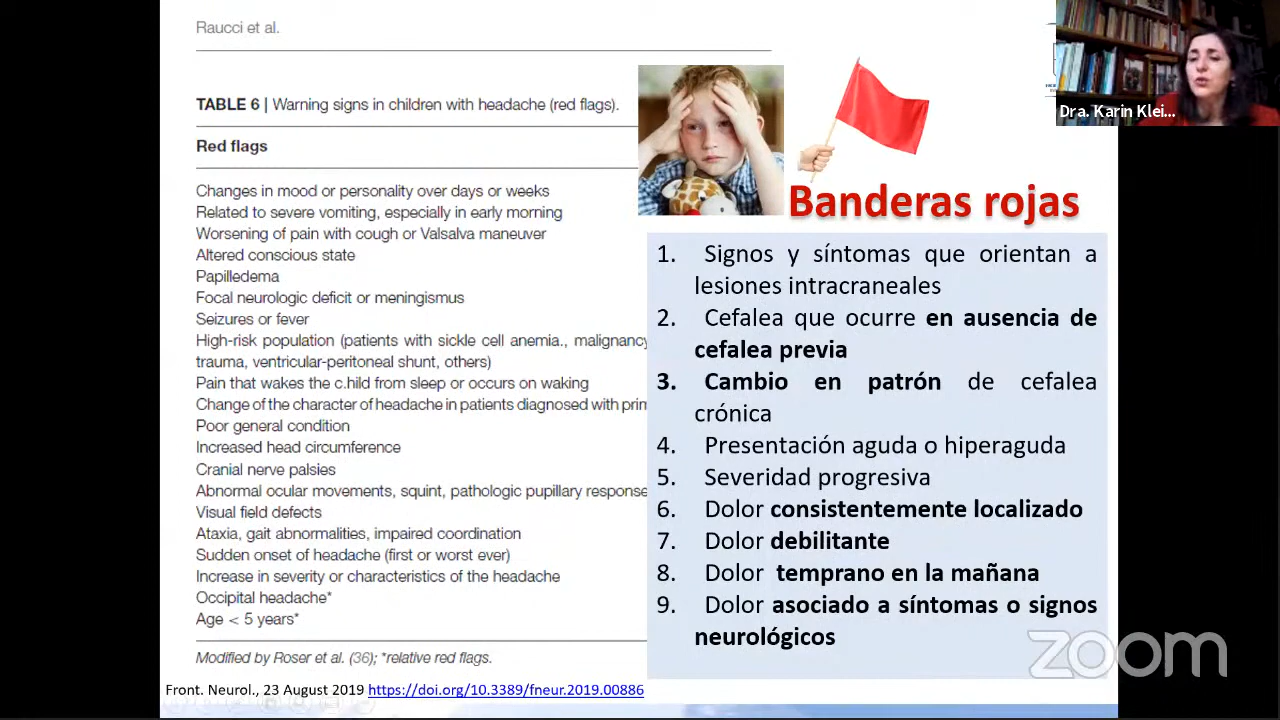 Raucci et al.
TABLE 6 | Warning signs in children with headache (red flags).
Red flags
Changes in mood or personality over days or weeks
Related to severe vomiting, especially in early morning
Worsening of pain with cough or Valsalva maneuver
Altered conscious state
Papilledema
Focal neurologic deficit or meningismus
Seizures or fever
High-risk population (patients with sickle cell anemia., malignancy
trauma, ventricular-peritoneal shunt, others)
Pain that wakes the c.hild from sleep or occurs on waking
Change of the character of headache in patients diagnosed with prim
Poor general condition
Increased head circumference
Cranial nerve palsies
Abnormal ocular movements, squint, pathologic pupillary response
Visual field defects
Ataxia, gait abnormalities, impaired coordination
Sudden onset of headache (first or worst ever)
Increase in severity or characteristics of the headache
Occipital headache*
Age < 5 years*
Modified by Roser et al. (36); *relative red flags.
Front. Neurol., 23 August 2019 https://doi.org/10.3389/fneur.2019.00886
Banderas rojas
1. Signos y síntomas que orientan a
lesiones intracraneales
2. Cefalea que ocurre en ausencia de
cefalea previa
3. Cambio en patrón de cefalea
crónica
4. Presentación aguda o hiperaguda
5. Severidad progresiva
6. Dolor consistentemente localizado
7. Dolor debilitante
8. Dolor temprano en la mañana
9. Dolor asociado a síntomas o signos
neurológicos
Dra. Karin Klei...
zoom